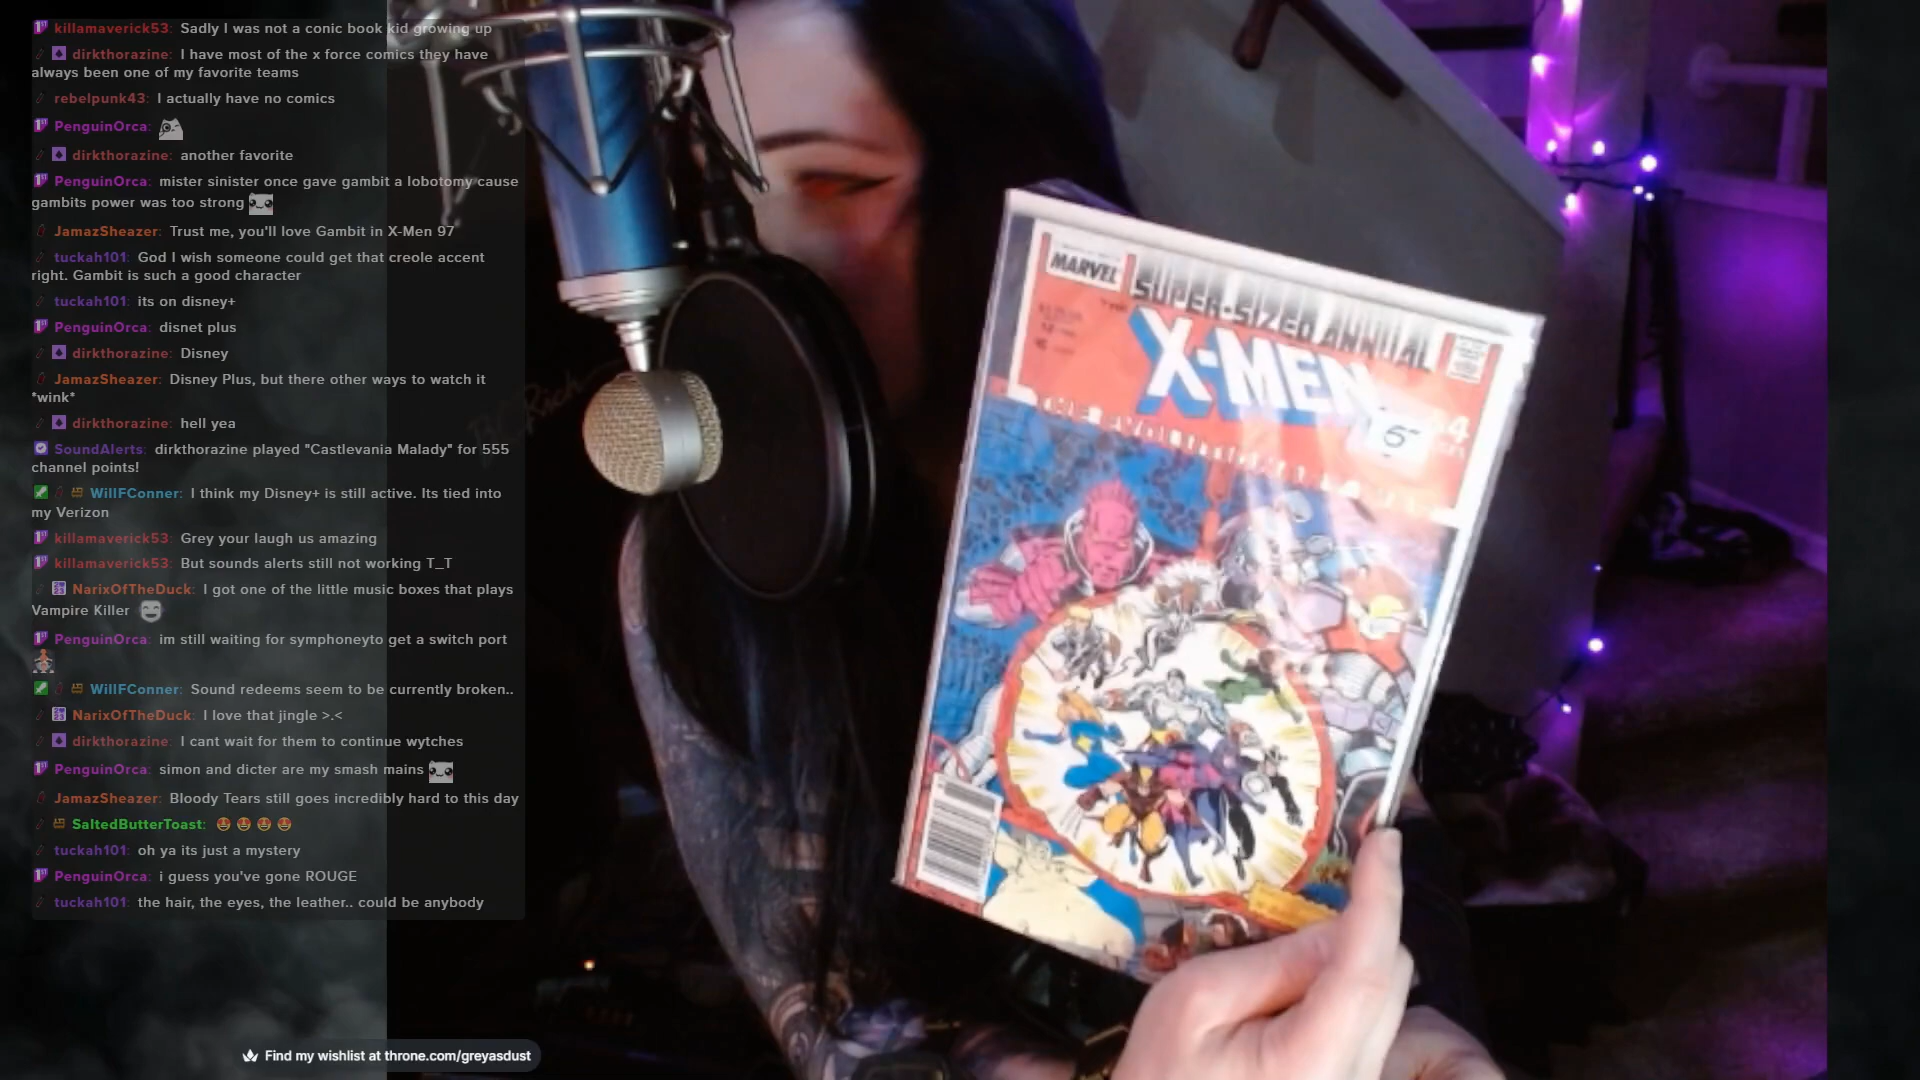 killamaverick53: Sadly I was not a conic book kid growing up
dirkthorazine: I have most of the x force comics they have
always been one of my favorite teams
rebelpunk43: I actually have no comics
PenguinOrca:
dirkthorazine: another favorite
PenguinOrca: mister sinister once gave gambit a lobotomy cause
gambits power was too strong
JamazSheazer: Trust me, you'll love Gambit in X-Men 97
tuckah101: God I wish someone could get that creole accent
right. Gambit is such a good character
tuckah101: its on disney+
PenguinOrca: disnet plus
dirkthorazine: Disney
JamazSheazer: Disney Plus, but there other ways to watch it
*wink*
dirkthorazine: hell yea
SoundAlerts: dirkthorazine played "Castlevania Malady" for 555
channel points!
WillFConner: I think my Disney+ is still active. Its tied into
my Verizon
killamaverick53: Grey your laugh us amazing
killamaverick53: But sounds alerts still not working T_T
NarixOfTheDuck: I got one of the little music boxes that plays
Vampire Killer
PenguinOrca: im still waiting for symphoneyto get a switch port
WillFConner: Sound redeems seem to be currently broken..
NarixOfTheDuck: I love that jingle >.<
dirkthorazine: I cant wait for them to continue wytches
PenguinOrca: simon and dicter are my smash mains
JamazSheazer: Bloody Tears still goes incredibly hard to this day
SaltedButterToast:
tuckah101: oh ya its just a mystery
PenguinOrca: i guess you've gone ROUGE
tuckah101: the hair, the eyes, the leather.. could be anybody
Find my wishlist at throne.com/greyasdust
MARVEL
SUPER-SIZED ANNUAL
THE
X-MEN
5